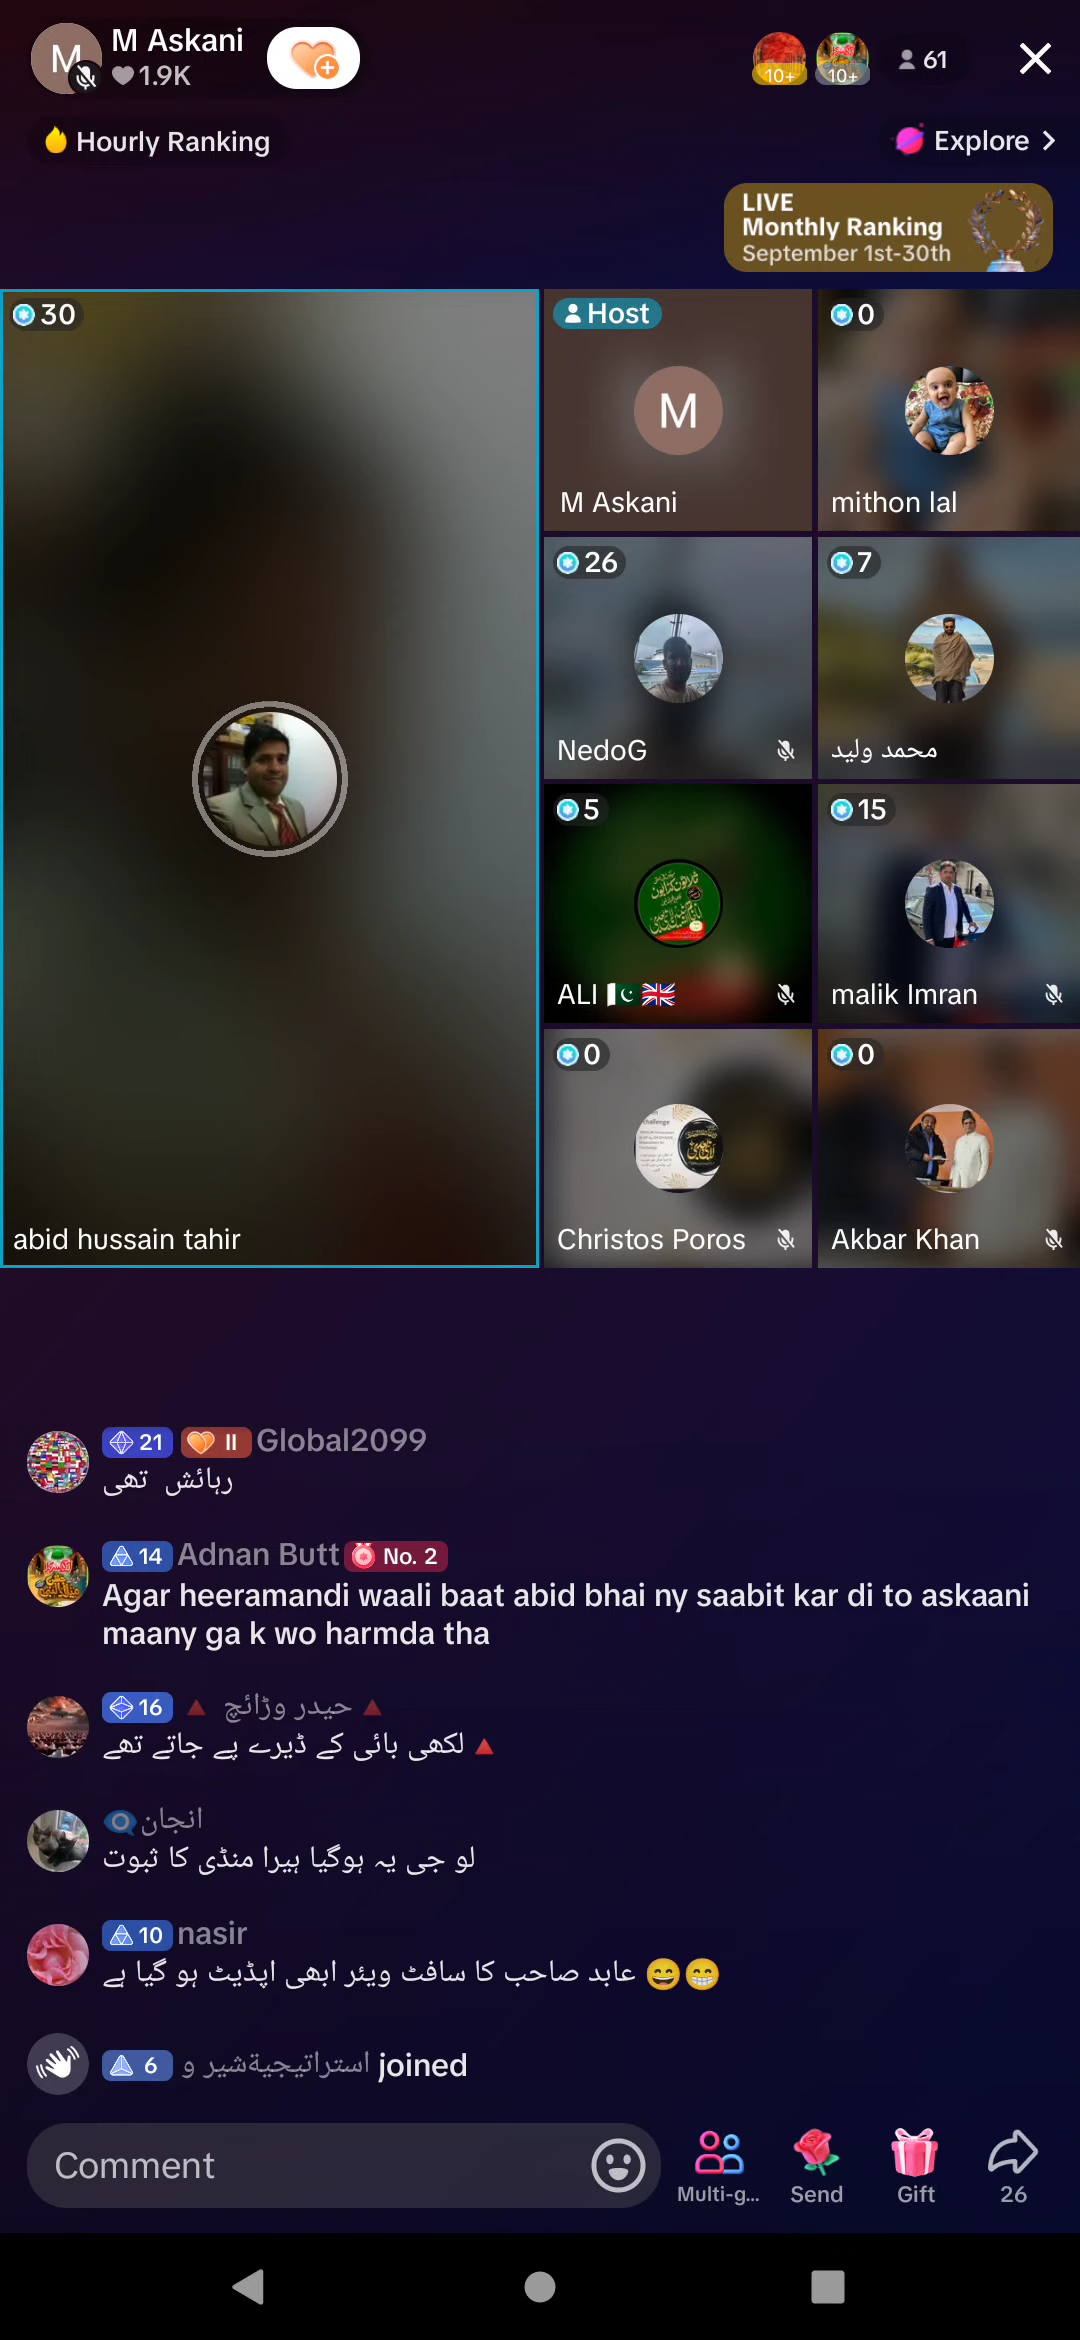 M
M Askani
1.9K
10+
10+
61
Hourly Ranking
Explore
LIVE
Monthly Ranking
September 1st-30th
30
abid hussain tahir
Host
M
M Askani
0
mithon lal
26
NedoG
7
محمد ولید
5
ALI
15
malik Imran
0
challenge
Christos Poros
0
Akbar Khan
21 II Global2099
رہائش تھی
14 Adnan Butt No. 2
Agar heeramandi waali baat abid bhai ny saabit kar di to askaani
maany ga k wo harmda tha
16 🔺 حیدر وڑائچ 🔺
لکھی بائی کے ڈیرے پے جاتے تھے 🔺
👁️‍🗨️انجان
لو جی یہ ہوگیا ہیرا منڈی کا ثبوت
10 nasir
عابد صاحب کا سافٹ ویئر ابھی اپڈیٹ ہو گیا ہے 😄😁
6 استراتيجيةشير و joined
Comment
Multi-g...
Send
Gift
26